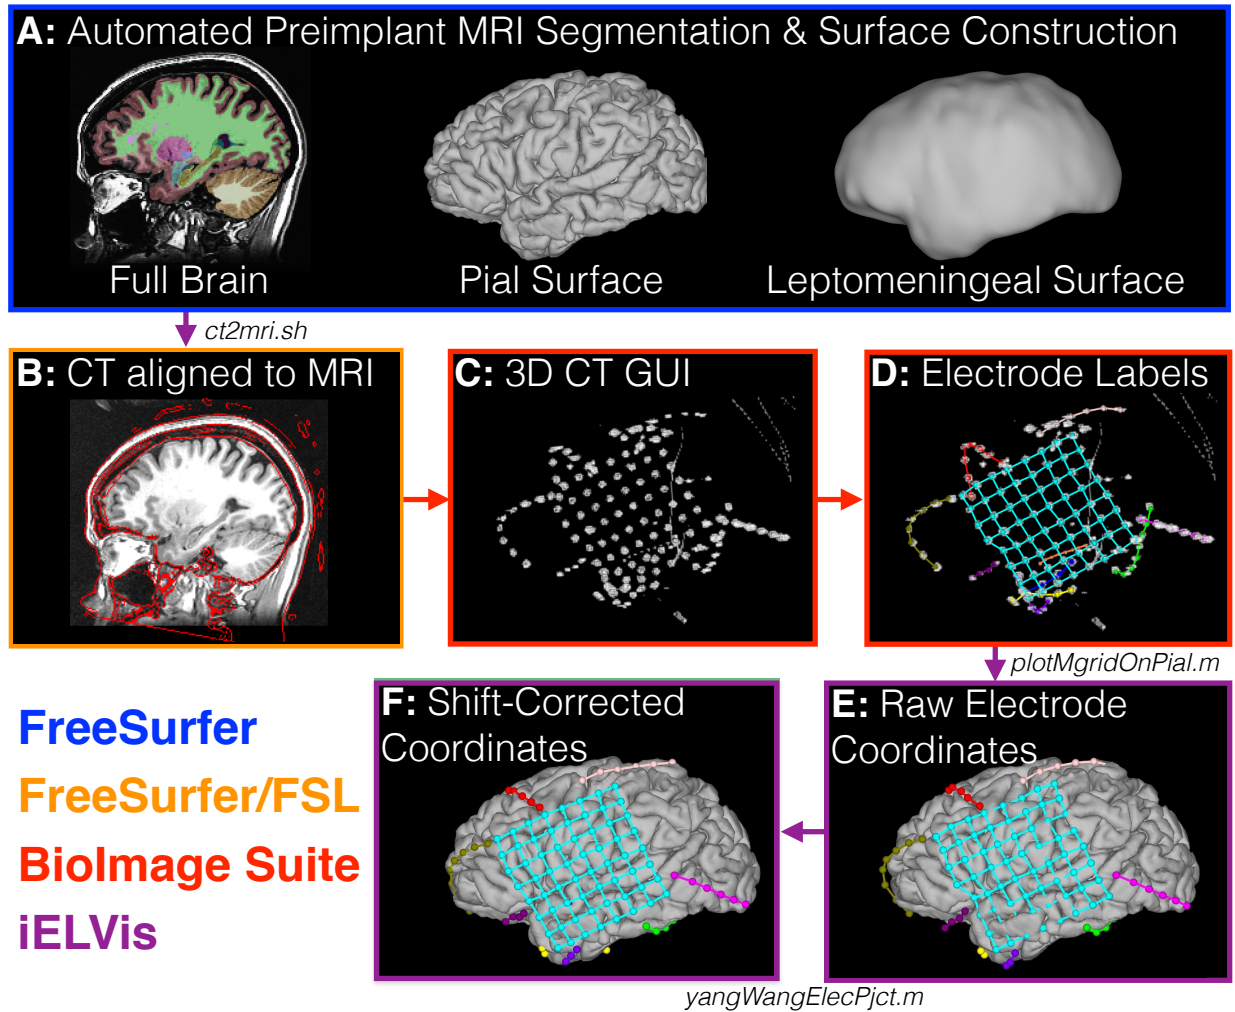 A: Automated Preimplant MRI Segmentation & Surface Construction
Full Brain
Pial Surface
Leptomeningeal Surface
ct2mri.sh
B: CT aligned to MRI
C: 3D CT GUI
D: Electrode Labels
plotMgridOnPial.m
F: Shift-Corrected
Coordinates
E: Raw Electrode
Coordinates
FreeSurfer
FreeSurfer/FSL
BioImage Suite
iELVis
yangWangElecPjct.m